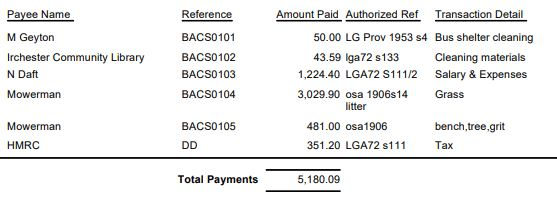 Payee Name Reference Amount Paid Authorized Ref Transaction Detail
M Geyton BACS0101 50.00 LG Prov 1953 s4 Bus shelter cleaning
Irchester Community Library BACS0102 43.59 lga72 s133 Cleaning materials
N Daft BACS0103 1,224.40 LGA72 S111/2 Salary & Expenses
Mowerman BACS0104 3,029.90 osa 1906s14 Grass
litter
Mowerman BACS0105 481.00 osa1906 bench,tree,grit
HMRC DD 351.20 LGA72 s111 Tax
Total Payments 5,180.09